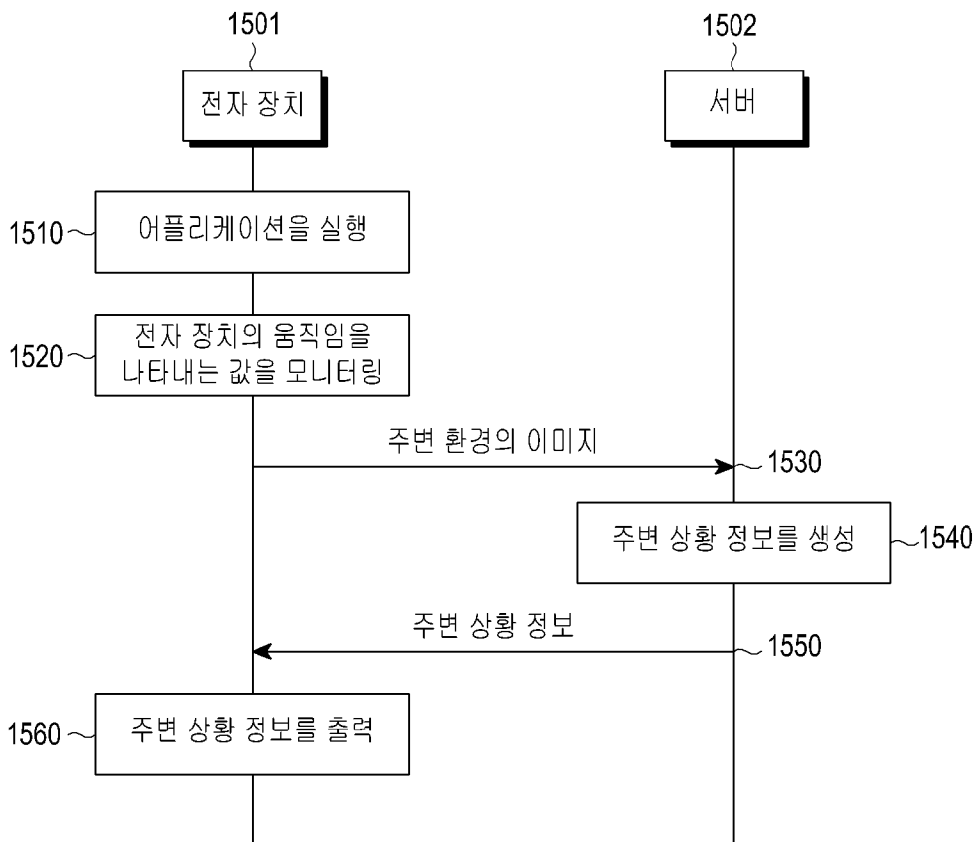 1501
1502
전자 장치
서버
1510
어플리케이션을 실행
1520
전자 장치의 움직임을
나타내는 값을 모니터링
주변 환경의 이미지
1530
주변 상황 정보를 생성
1540
주변 상황 정보
1550
1560
주변 상황 정보를 출력